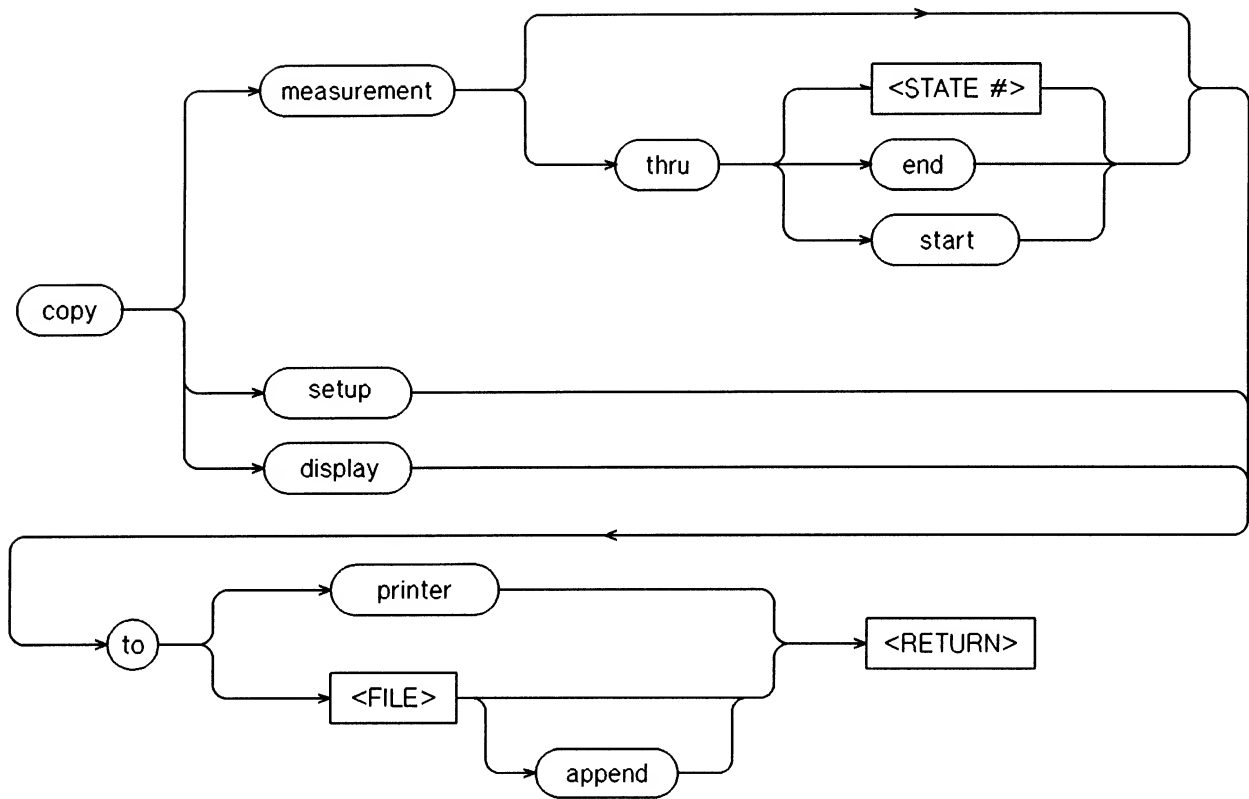 measurement
<STATE #>
thru
end
start
copy
setup
display
printer
to
<RETURN>
<FILE>
append